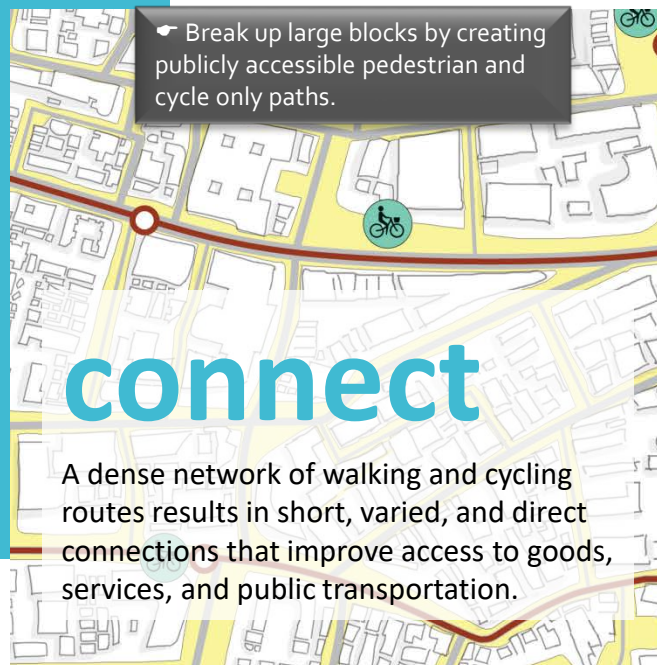 ☛ Break up large blocks by creating
publicly accessible pedestrian and
cycle only paths.
connect
A dense network of walking and cycling
routes results in short, varied, and direct
connections that improve access to goods,
services, and public transportation.